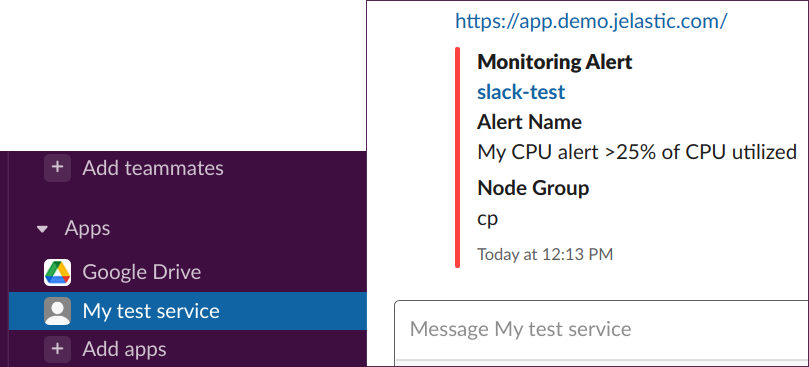 https://app.demo.jelastic.com/
Monitoring Alert
slack-test
Alert Name
My CPU alert >25% of CPU utilized
Node Group
cp
Today at 12:13 PM
Message My test service
Add teammates
Apps
Google Drive
My test service
Add apps